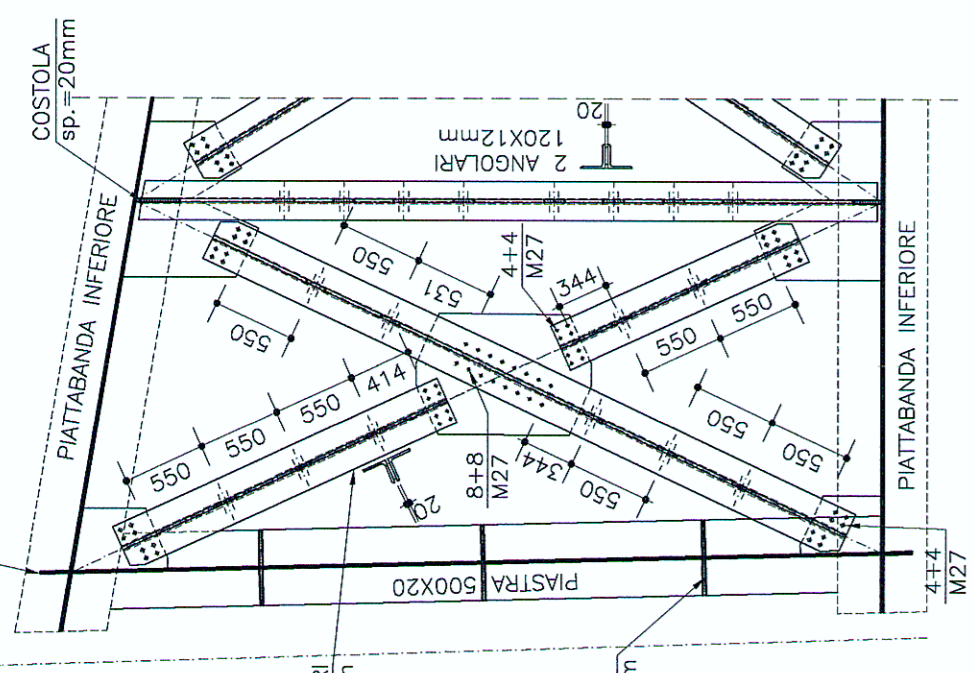 COSTOLA
sp.=20mm
PIATTABANDA INFERIORE
2 ANGOLARI
120X12mm
20
550
531
4+4
M27
344
550
550
550
550
550
550
414
20
8+8
M27
344
550
550
550
PIATTABANDA INFERIORE
PIASTRA
500X20
4+4
M27